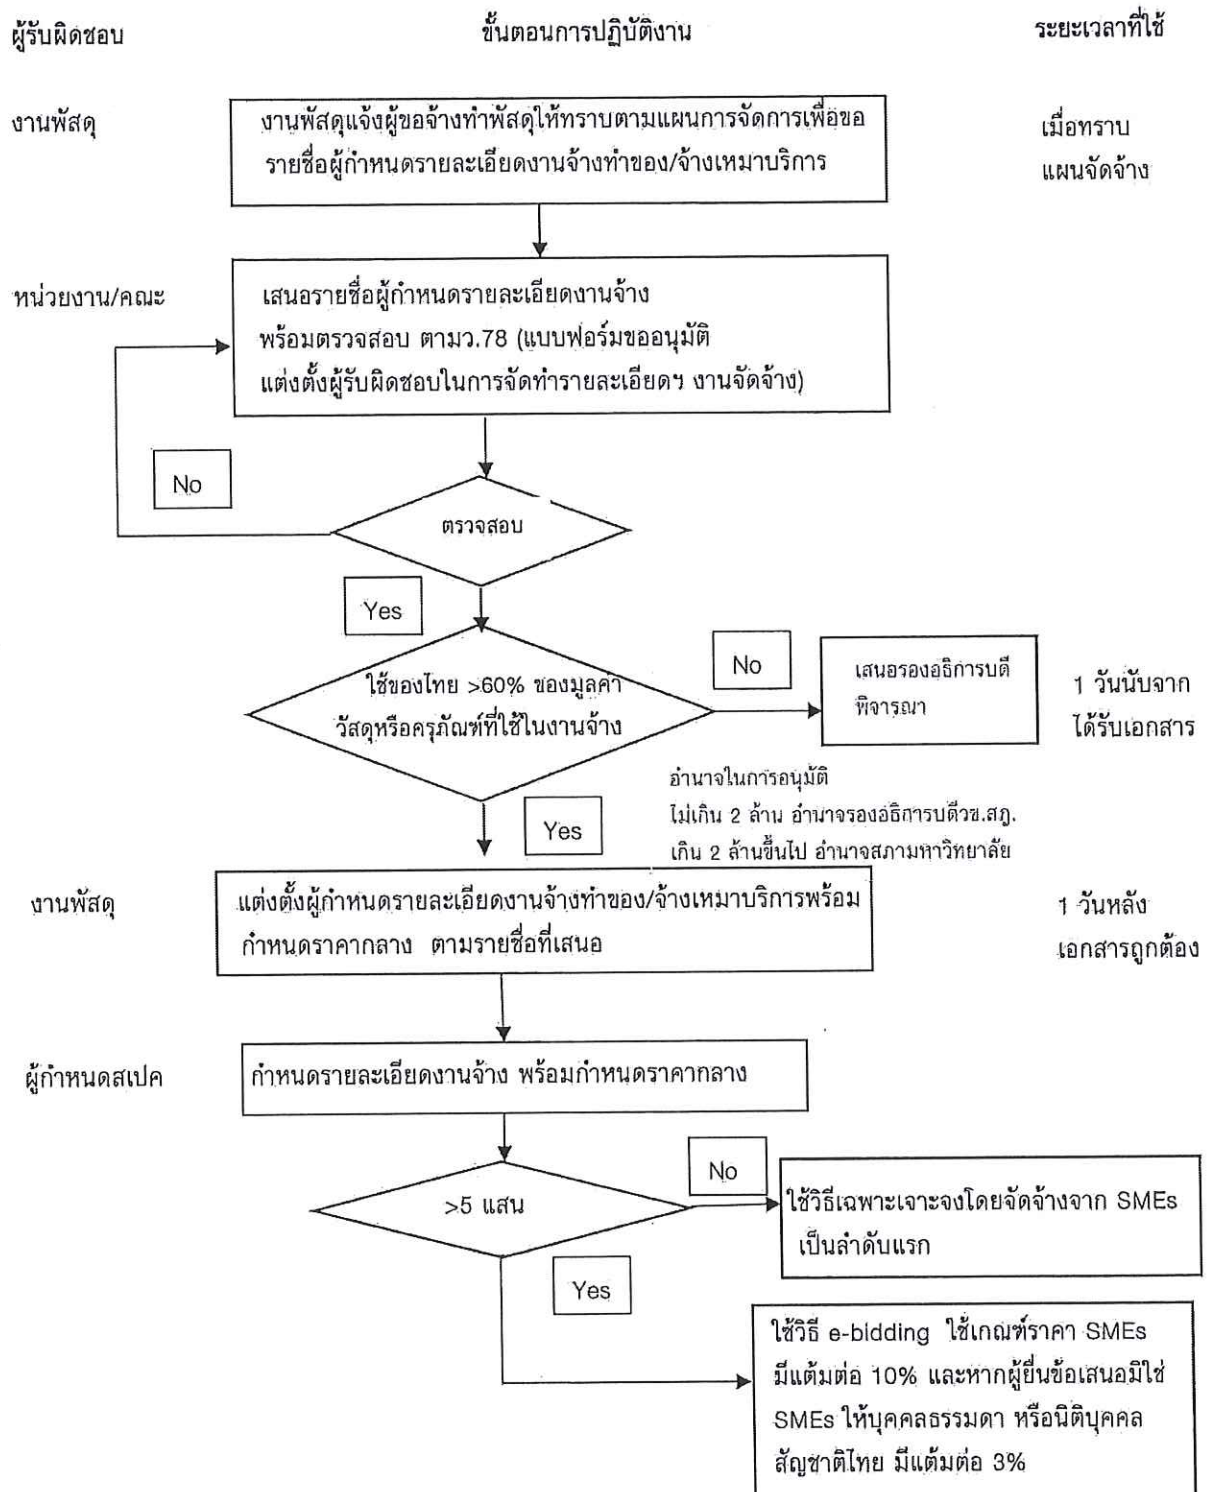 ผู้รับผิดชอบ
ขั้นตอนการปฏิบัติงาน
ระยะเวลาที่ใช้
งานพัสดุ
งานพัสดุแจ้งผู้ขอจ้างทำพัสดุให้ทราบตามแผนการจัดการเพื่อขอ
รายชื่อผู้กำหนดรายละเอียดงานจ้างทำของ/จ้างเหมาบริการ
เมื่อทราบ
แผนจัดจ้าง
หน่วยงาน/คณะ
เสนอรายชื่อผู้กำหนดรายละเอียดงานจ้าง
พร้อมตรวจสอบ ตามว.78 (แบบฟอร์มขออนุมัติ
แต่งตั้งผู้รับผิดชอบในการจัดทำรายละเอียดฯ งานจัดจ้าง)
No
ตรวจสอบ
Yes
ใช้ของไทย >60% ของมูลค่า
วัสดุหรือครุภัณฑ์ที่ใช้ในงานจ้าง
No
เสนอรองอธิการบดี
พิจารณา
1 วันนับจาก
ได้รับเอกสาร
อำนาจในการอนุมัติ
ไม่เกิน 2 ล้าน อำนาจรองอธิการบดีวข.สฎ.
เกิน 2 ล้านขึ้นไป อำนาจสภามหาวิทยาลัย
Yes
งานพัสดุ
แต่งตั้งผู้กำหนดรายละเอียดงานจ้างทำของ/จ้างเหมาบริการพร้อม
กำหนดราคากลาง ตามรายชื่อที่เสนอ
1 วันหลัง
เอกสารถูกต้อง
ผู้กำหนดสเปค
กำหนดรายละเอียดงานจ้าง พร้อมกำหนดราคากลาง
>5 แสน
No
ใช้วิธีเฉพาะเจาะจงโดยจัดจ้างจาก SMEs
เป็นลำดับแรก
Yes
ใช้วิธี e-bidding ใช้เกณฑ์ราคา SMEs
มีแต้มต่อ 10% และหากผู้ยื่นข้อเสนอมิใช่
SMEs ให้บุคคลธรรมดา หรือนิติบุคคล
สัญชาติไทย มีแต้มต่อ 3%